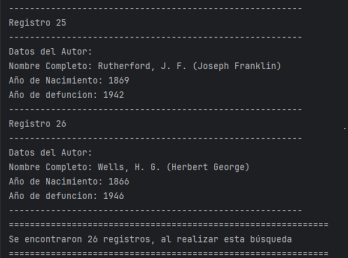 --------------------------------------------------------
Registro 25
--------------------------------------------------------
Datos del Autor:
Nombre Completo: Rutherford, J. F. (Joseph Franklin)
Año de Nacimiento: 1869
Año de defuncion: 1942
--------------------------------------------------------
Registro 26
--------------------------------------------------------
Datos del Autor:
Nombre Completo: Wells, H. G. (Herbert George)
Año de Nacimiento: 1866
Año de defuncion: 1946
--------------------------------------------------------
=============================================================
Se encontraron 26 registros, al realizar esta búsqueda
=============================================================